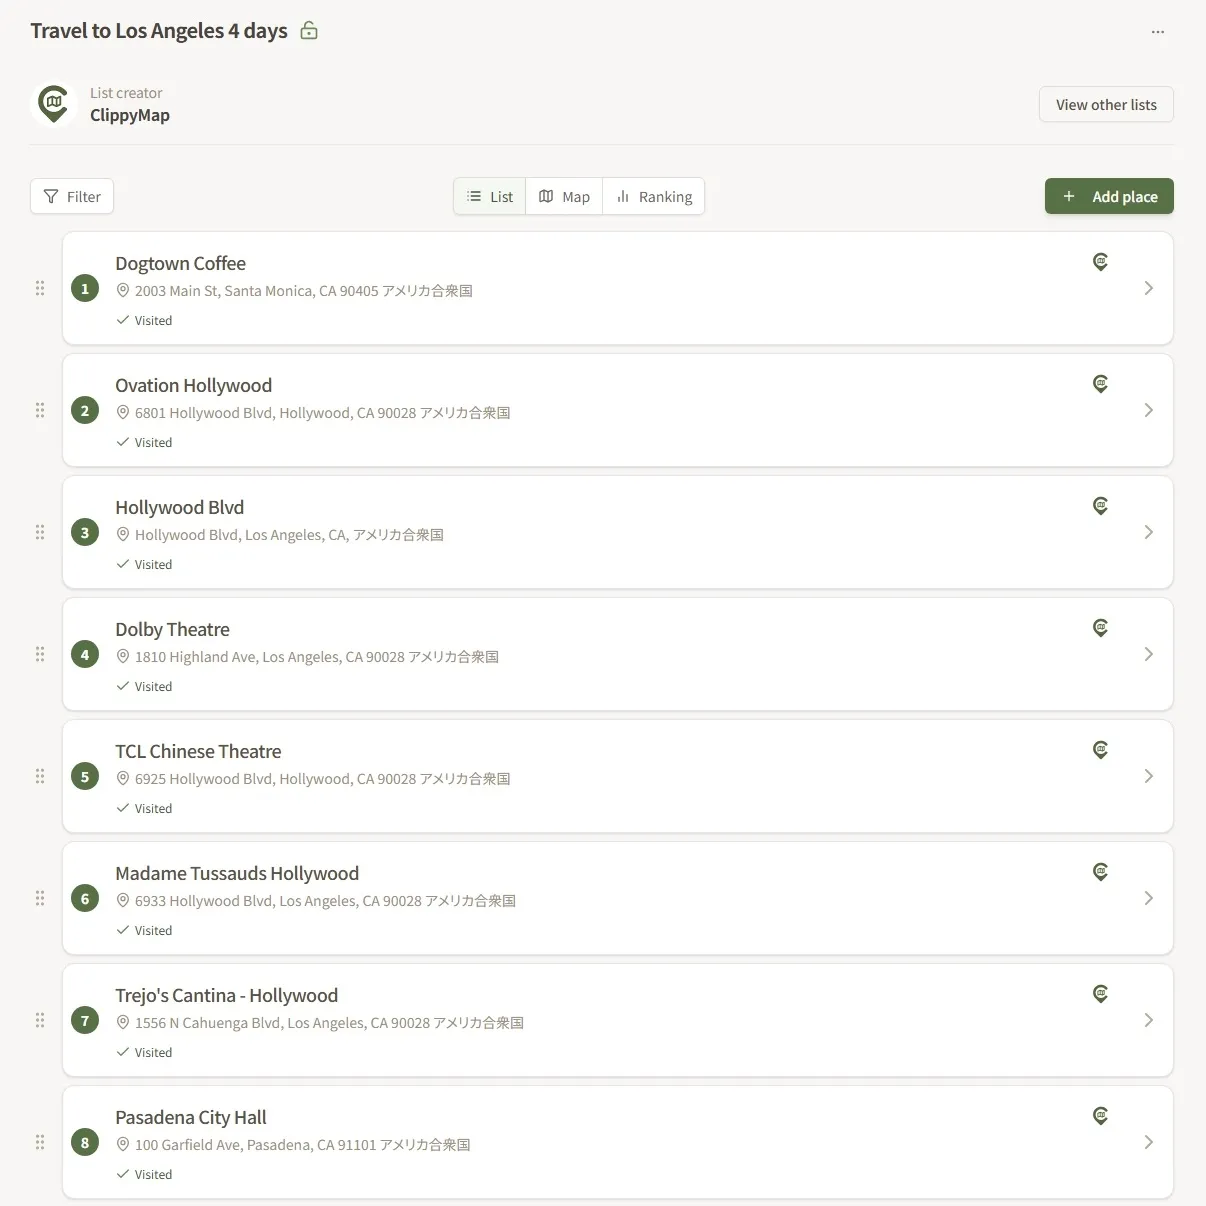 Travel to Los Angeles 4 days
List creator
ClippyMap
View other lists
Filter
List
Map
Ranking
+ Add place
1
Dogtown Coffee
2003 Main St, Santa Monica, CA 90405 アメリカ合衆国
Visited
2
Ovation Hollywood
6801 Hollywood Blvd, Hollywood, CA 90028 アメリカ合衆国
Visited
3
Hollywood Blvd
Hollywood Blvd, Los Angeles, CA, アメリカ合衆国
Visited
4
Dolby Theatre
1810 Highland Ave, Los Angeles, CA 90028 アメリカ合衆国
Visited
5
TCL Chinese Theatre
6925 Hollywood Blvd, Hollywood, CA 90028 アメリカ合衆国
Visited
6
Madame Tussauds Hollywood
6933 Hollywood Blvd, Los Angeles, CA 90028 アメリカ合衆国
Visited
7
Trejo's Cantina - Hollywood
1556 N Cahuenga Blvd, Los Angeles, CA 90028 アメリカ合衆国
Visited
8
Pasadena City Hall
100 Garfield Ave, Pasadena, CA 91101 アメリカ合衆国
Visited